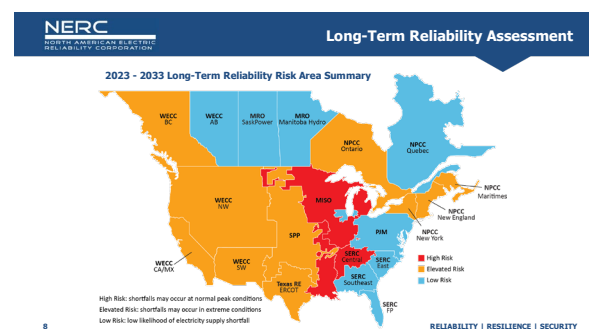 NERC
NORTH AMERICAN ELECTRIC
RELIABILITY CORPORATION
Long-Term Reliability Assessment
2023 - 2033 Long-Term Reliability Risk Area Summary
WECC
BC
WECC
AB
MRO
SaskPower
MRO
Manitoba Hydro
NPCC
Ontario
NPCC
Quebec
NPCC
Maritimes
NPCC
New England
NPCC
New York
WECC
NW
MISO
SPP
PJM
WECC
CA/MX
WECC
SW
SERC
Central
SERC
East
SERC
Southeast
Texas RE
ERCOT
SERC
FP
High Risk
Elevated Risk
Low Risk
High Risk: shortfalls may occur at normal peak conditions
Elevated Risk: shortfalls may occur in extreme conditions
Low Risk: low likelihood of electricity supply shortfall
8
RELIABILITY | RESILIENCE | SECURITY